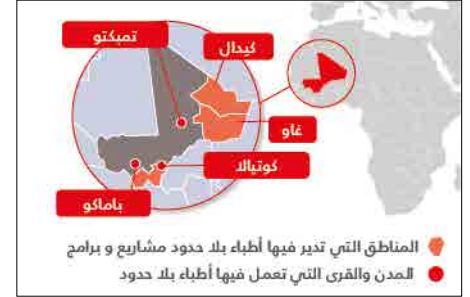 تمبكتو
كيدال
غاو
كوتيالا
باماكو
المناطق التي تدير فيها أطباء بلا حدود مشاريع و برامج
المدن والقرى التي تعمل فيها أطباء بلا حدود